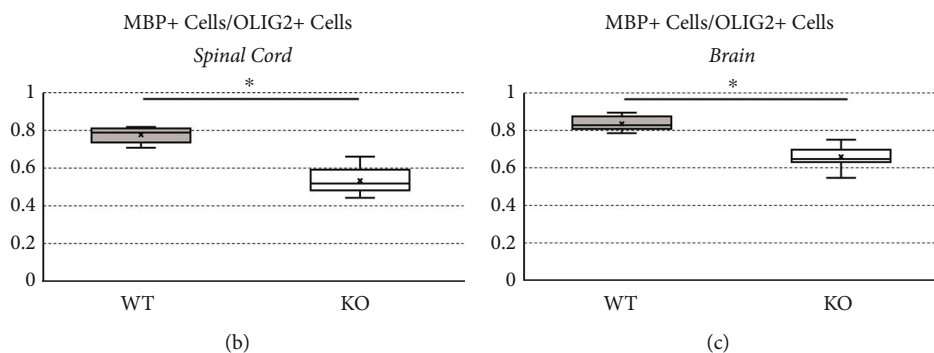 MBP+ Cells/OLIG2+ Cells
Spinal Cord
*
1
0.8
0.6
0.4
0.2
0
WT KO
(b)
MBP+ Cells/OLIG2+ Cells
Brain
*
1
0.8
0.6
0.4
0.2
0
WT KO
(c)